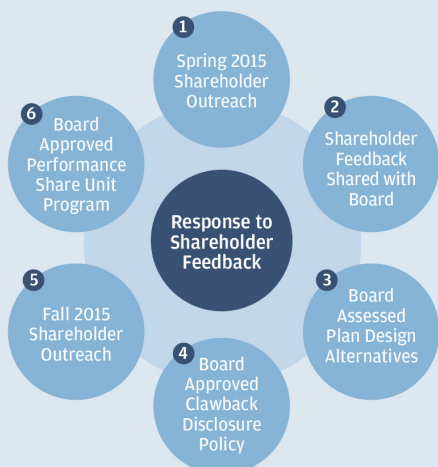 1
Spring 2015
Shareholder
Outreach
2
Shareholder
Feedback
Shared with
Board
3
Board
Assessed
Plan Design
Alternatives
4
Board
Approved
Clawback
Disclosure
Policy
5
Fall 2015
Shareholder
Outreach
6
Board
Approved
Performance
Share Unit
Program
Response to
Shareholder
Feedback